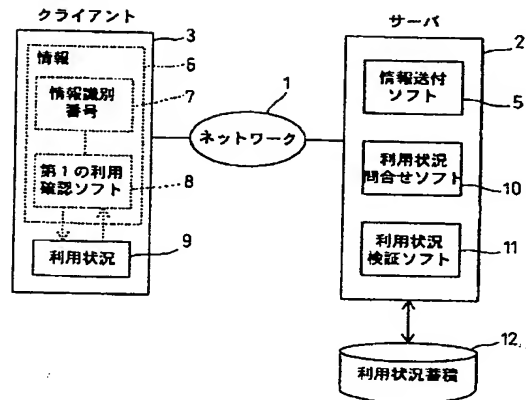 クライアント
3
情報
6
情報識別
番号
7
第1の利用
確認ソフト
8
利用状況
9
1
ネットワーク
サーバ
2
情報送付
ソフト
5
利用状況
問合せソフト
10
利用状況
検証ソフト
11
12
利用状況蓄積